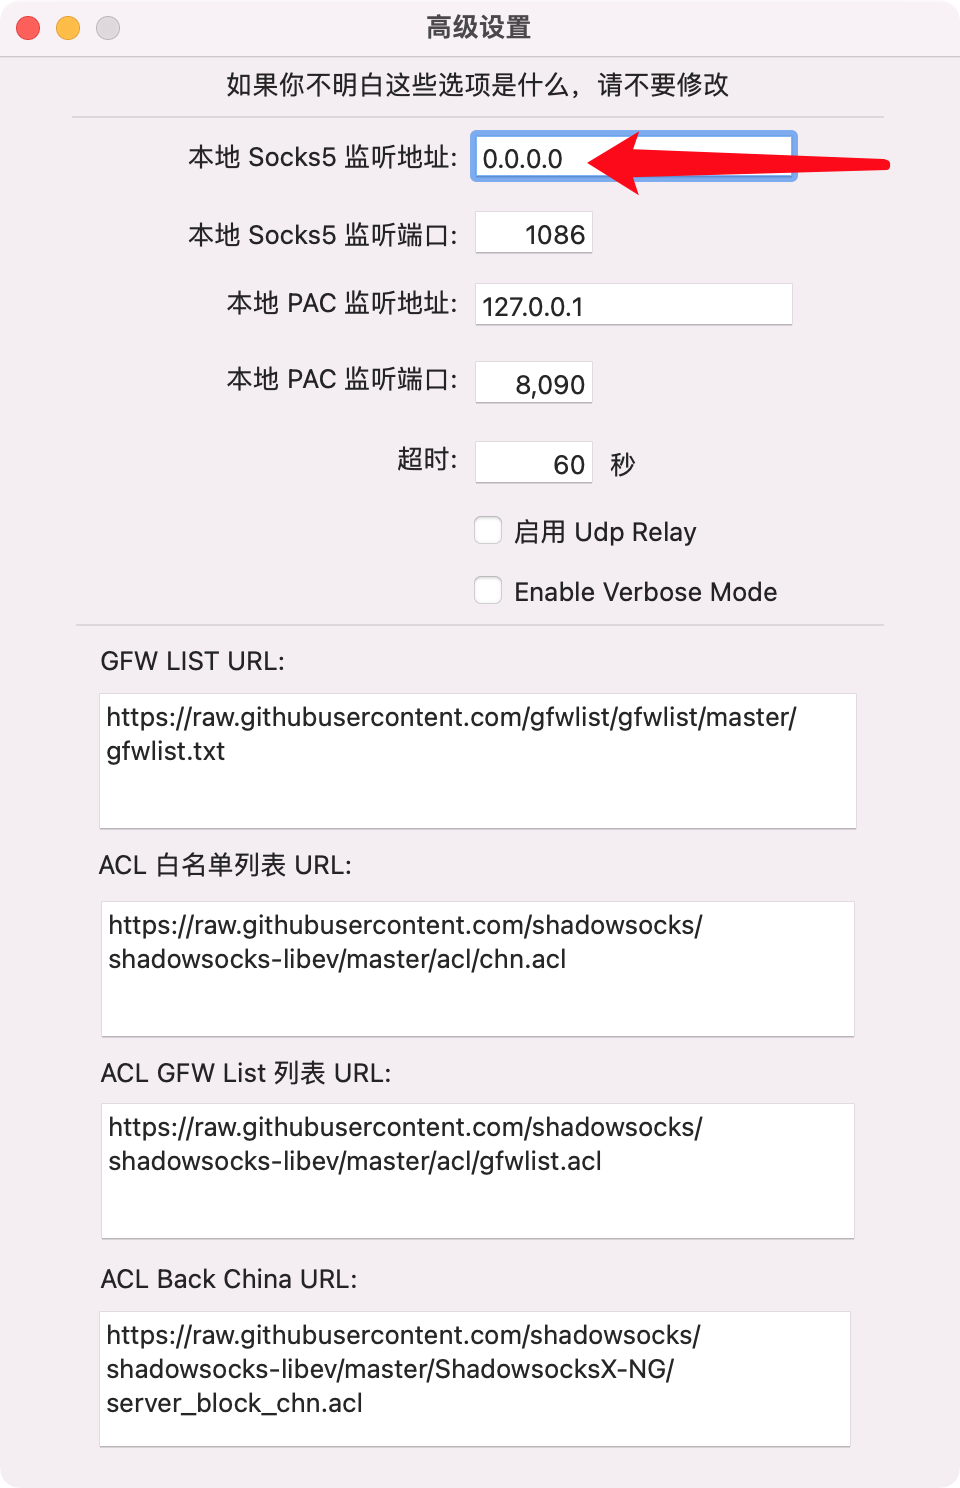 高级设置
如果你不明白这些选项是什么，请不要修改
本地 Socks5 监听地址: 0.0.0.0
本地 Socks5 监听端口: 1086
本地 PAC 监听地址: 127.0.0.1
本地 PAC 监听端口: 8,090
超时: 60 秒
启用 Udp Relay
Enable Verbose Mode
GFW LIST URL:
https://raw.githubusercontent.com/gfwlist/gfwlist/master/
gfwlist.txt
ACL 白名单列表 URL:
https://raw.githubusercontent.com/shadowsocks/
shadowsocks-libev/master/acl/chn.acl
ACL GFW List 列表 URL:
https://raw.githubusercontent.com/shadowsocks/
shadowsocks-libev/master/acl/gfwlist.acl
ACL Back China URL:
https://raw.githubusercontent.com/shadowsocks/
shadowsocks-libev/master/ShadowsocksX-NG/
server_block_chn.acl